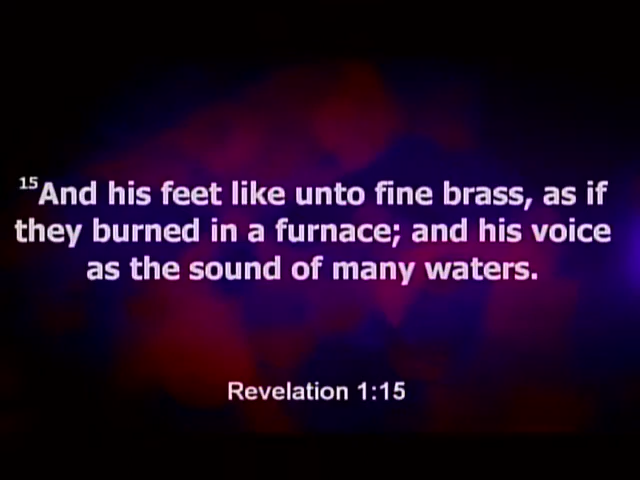 15And his feet like unto fine brass, as if
they burned in a furnace; and his voice
as the sound of many waters.
Revelation 1:15